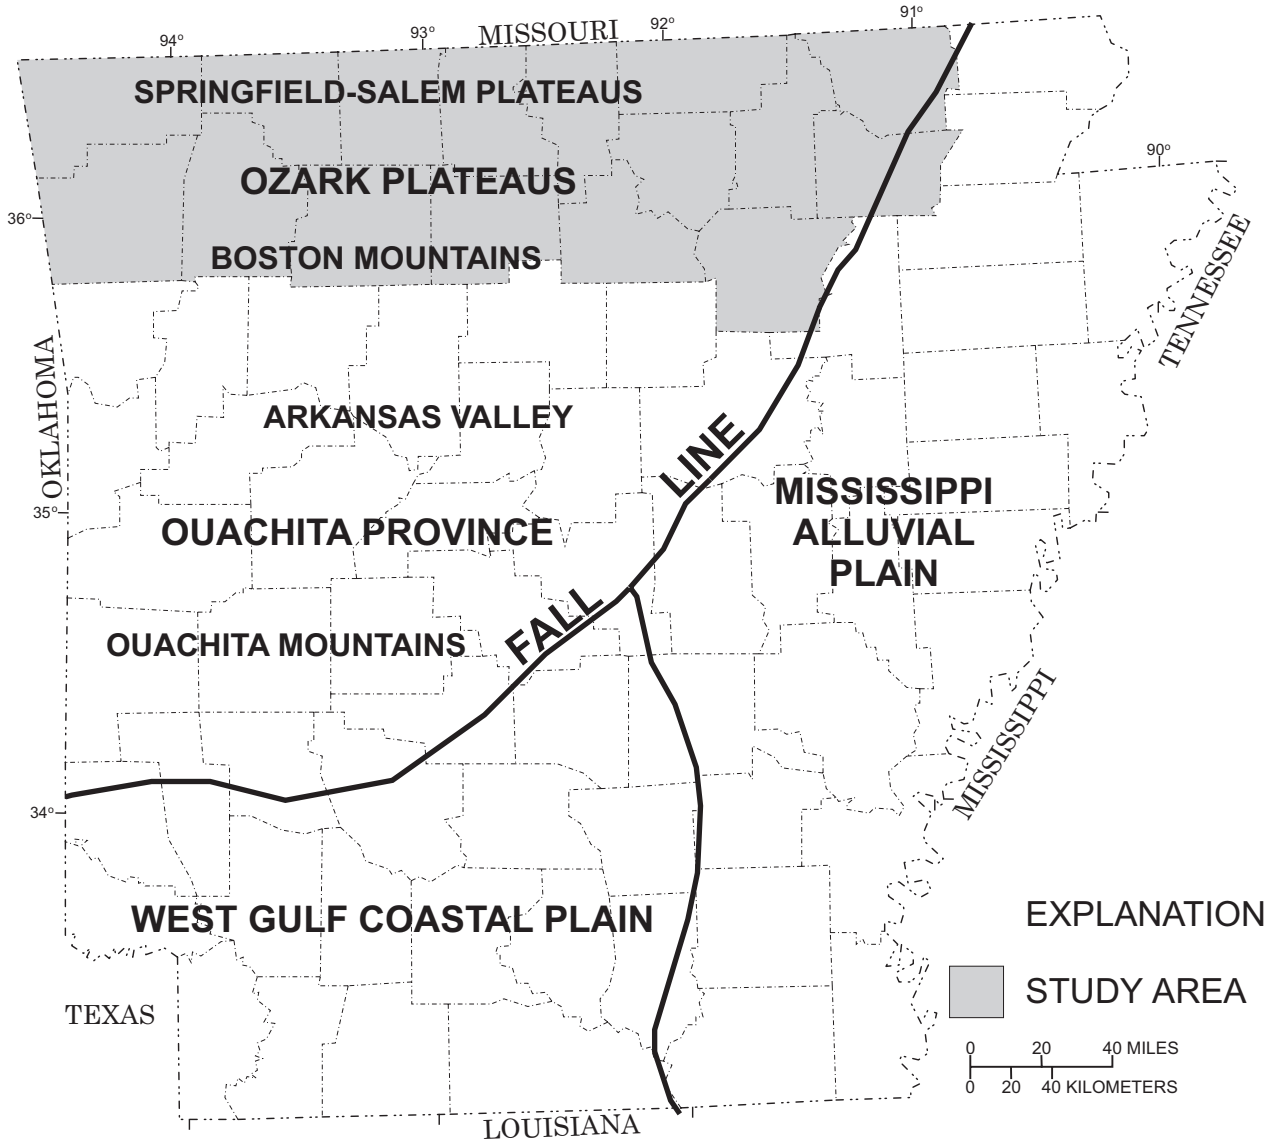 94°
93°
MISSOURI
92°
91°
SPRINGFIELD-SALEM PLATEAUS
90°
OZARK PLATEAUS
36°
BOSTON MOUNTAINS
TENNESSEE
OKLAHOMA
ARKANSAS VALLEY
FALL LINE
MISSISSIPPI
ALLUVIAL
PLAIN
35°
OUACHITA PROVINCE
OUACHITA MOUNTAINS
MISSISSIPPI
34°
WEST GULF COASTAL PLAIN
EXPLANATION
STUDY AREA
TEXAS
0 20 40 MILES
0 20 40 KILOMETERS
LOUISIANA